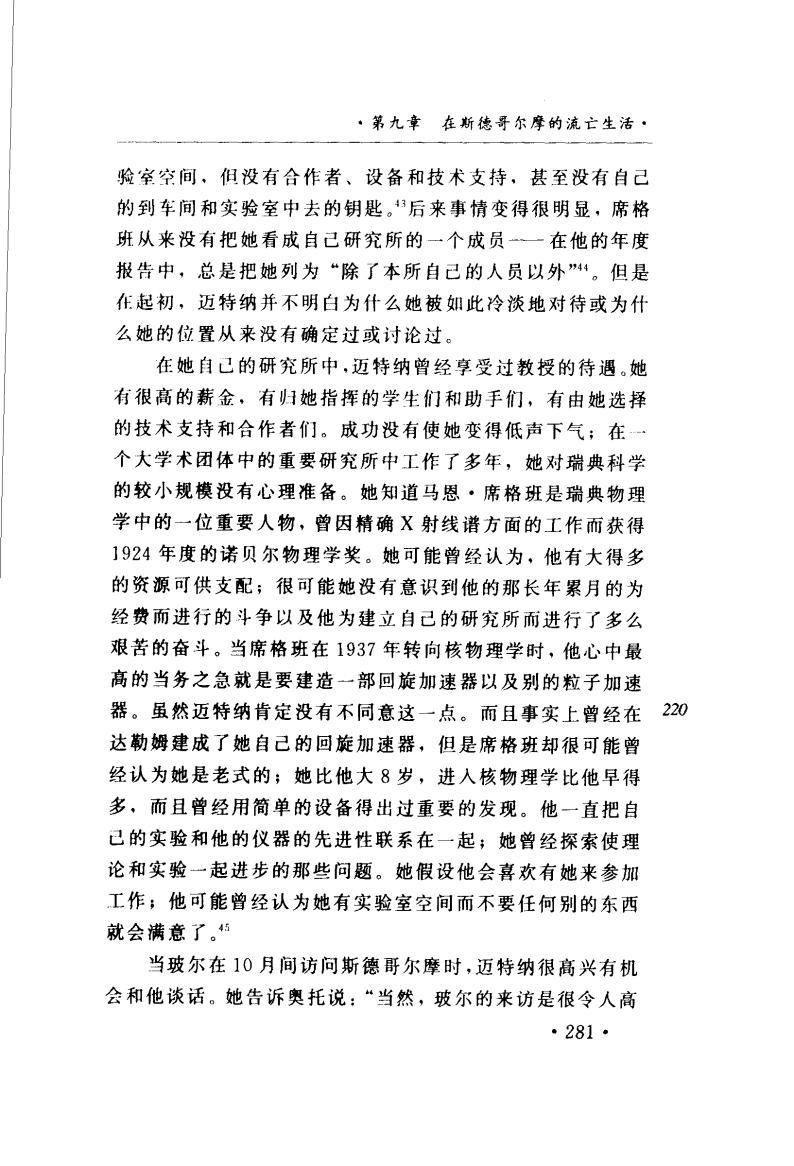 ·第九章 在斯德哥尔摩的流亡生活·
验室空间，但没有合作者、设备和技术支持，甚至没有自己
的到车间和实验室中去的钥匙。43后来事情变得很明显，席格
班从来没有把她看成自己研究所的一个成员——在他的年度
报告中，总是把她列为“除了本所自己的人员以外”44。但是
在起初，迈特纳并不明白为什么她被如此冷淡地对待或为什
么她的位置从来没有确定过或讨论过。
在她自己的研究所中，迈特纳曾经享受过教授的待遇。她
有很高的薪金，有归她指挥的学生们和助手们，有由她选择
的技术支持和合作者们。成功没有使她变得低声下气；在一
个大学术团体中的重要研究所中工作了多年，她对瑞典科学
的较小规模没有心理准备。她知道马恩·席格班是瑞典物理
学中的一位重要人物，曾因精确 X 射线谱方面的工作而获得
1924 年度的诺贝尔物理学奖。她可能曾经认为，他有大得多
的资源可供支配；很可能她没有意识到他的那长年累月的为
经费而进行的斗争以及他为建立自己的研究所而进行了多么
艰苦的奋斗。当席格班在 1937 年转向核物理学时，他心中最
高的当务之急就是要建造一部回旋加速器以及别的粒子加速
器。虽然迈特纳肯定没有不同意这一点。而且事实上曾经在 220
达勒姆建成了她自己的回旋加速器，但是席格班却很可能曾
经认为她是老式的；她比他大 8 岁，进入核物理学比他早得
多，而且曾经用简单的设备得出过重要的发现。他一直把自
己的实验和他的仪器的先进性联系在一起；她曾经探索使理
论和实验一起进步的那些问题。她假设他会喜欢有她来参加
工作；他可能曾经认为她有实验室空间而不要任何别的东西
就会满意了。45
当玻尔在 10 月间访问斯德哥尔摩时，迈特纳很高兴有机
会和他谈话。她告诉奥托说：“当然，玻尔的来访是很令人高
·281·